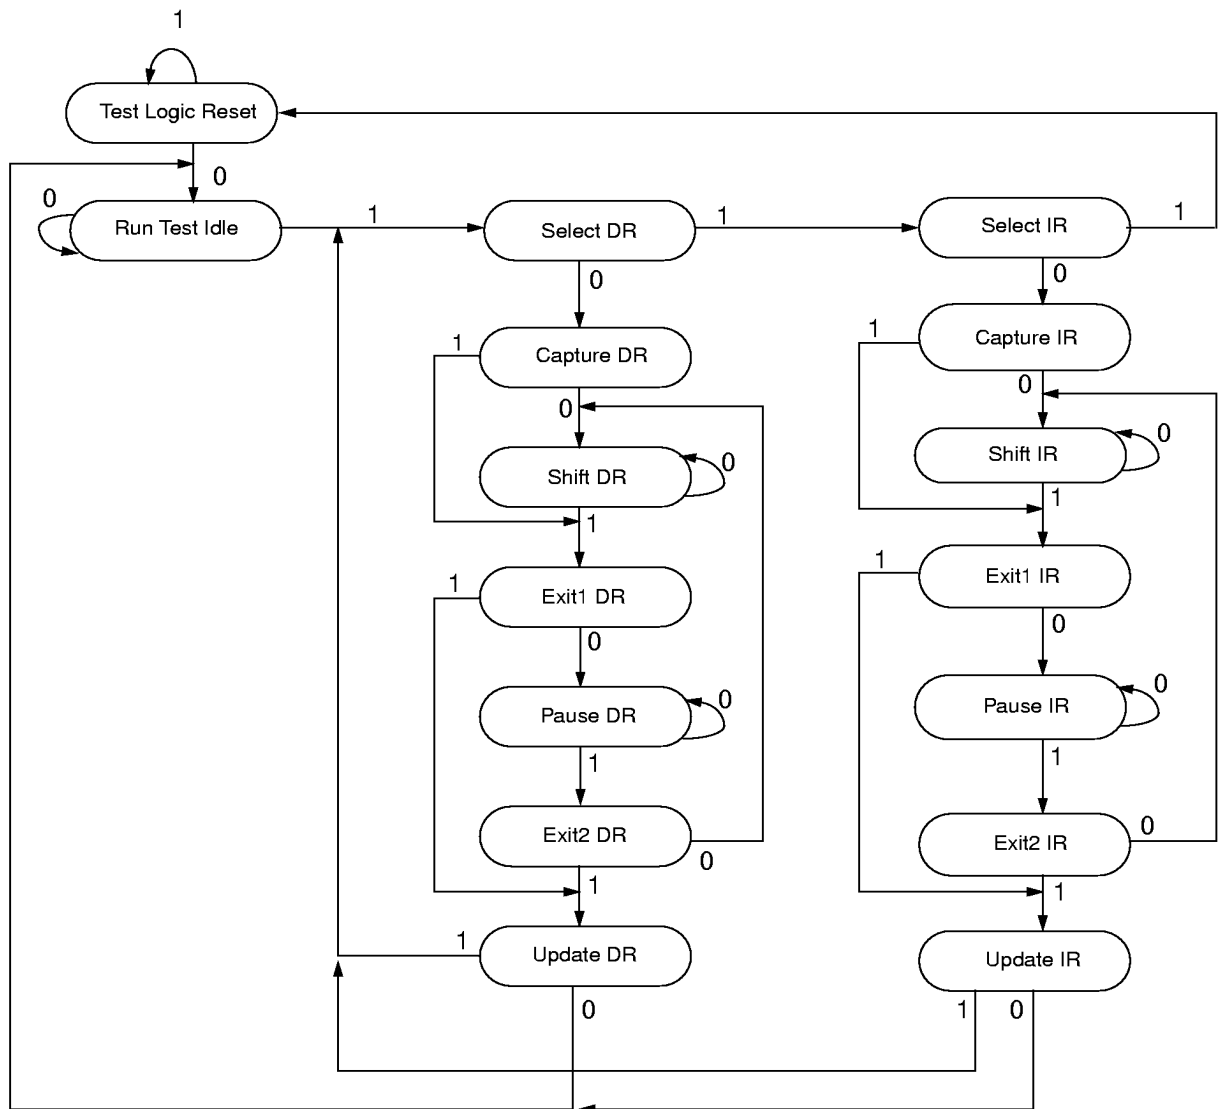 1
Test Logic Reset
0
0
Run Test Idle
1
Select DR
1
Select IR
1
0
0
1
Capture DR
1
Capture IR
0
0
Shift DR
0
Shift IR
0
1
1
1
Exit1 DR
1
Exit1 IR
0
0
Pause DR
0
Pause IR
0
1
1
Exit2 DR
0
Exit2 IR
0
1
1
1
Update DR
Update IR
0
1
0